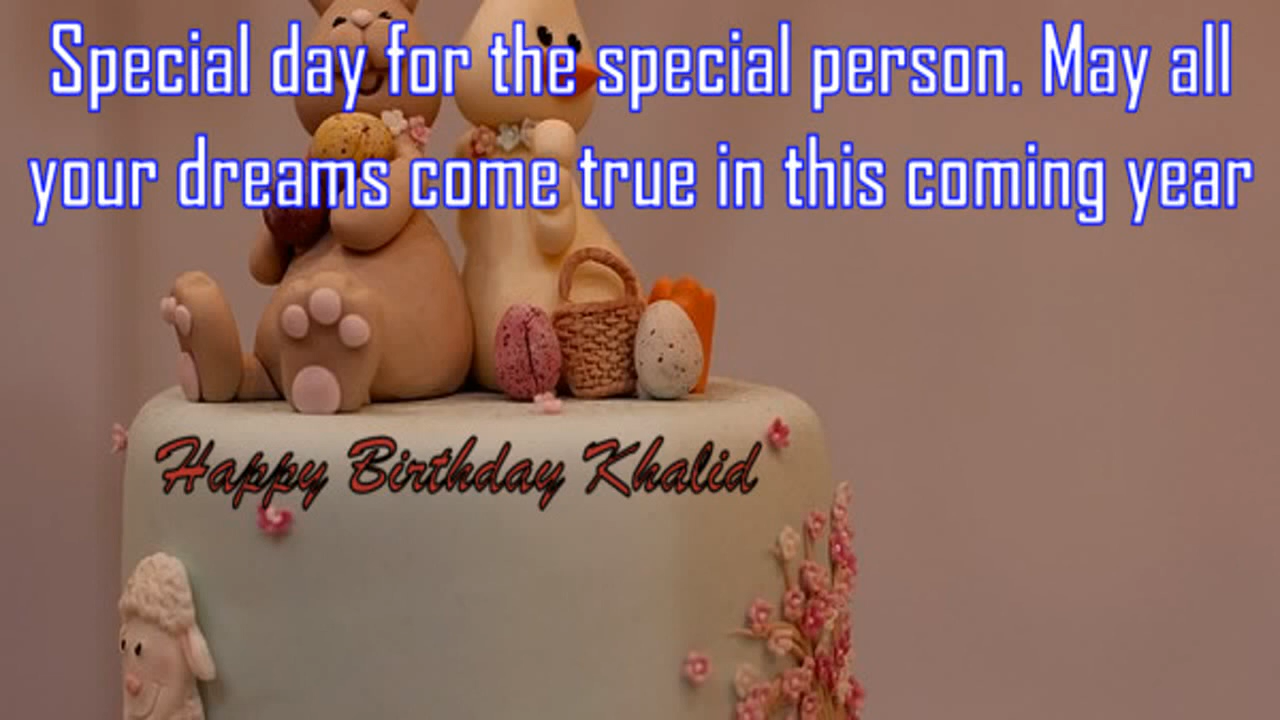 Special day for the special person. May all
your dreams come true in this coming year
Happy Birthday Khalid